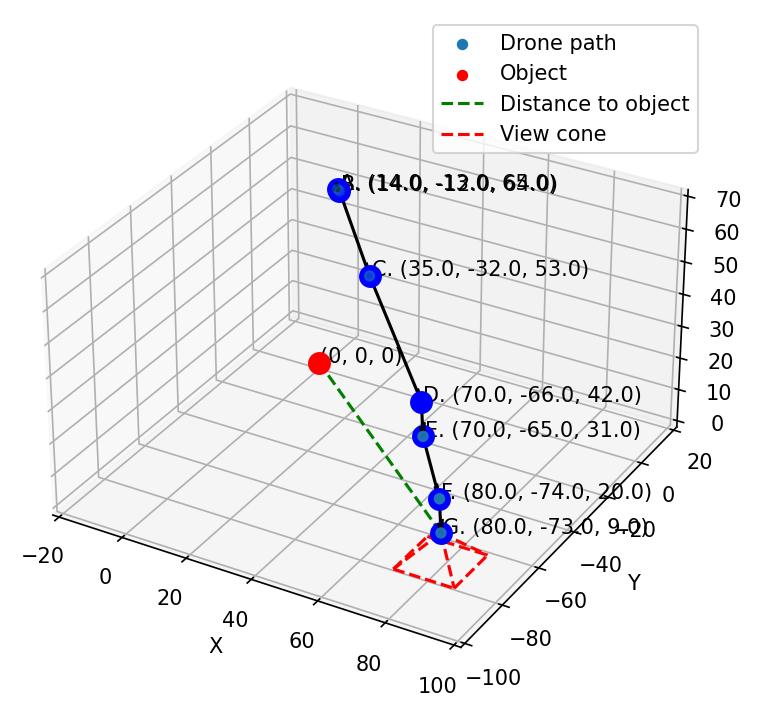 Drone path
Object
Distance to object
View cone
C. (35.0, -32.0, 53.0)
(0, 0, 0)
D. (70.0, -66.0, 42.0)
E. (70.0, -65.0, 31.0)
F. (80.0, -74.0, 20.0)
G. (80.0, -73.0, 9.0)
70
60
50
40
30
20
10
0
20
0
−20
−40
−60
−80
−100
Y
−20
0
20
40
60
80
100
X